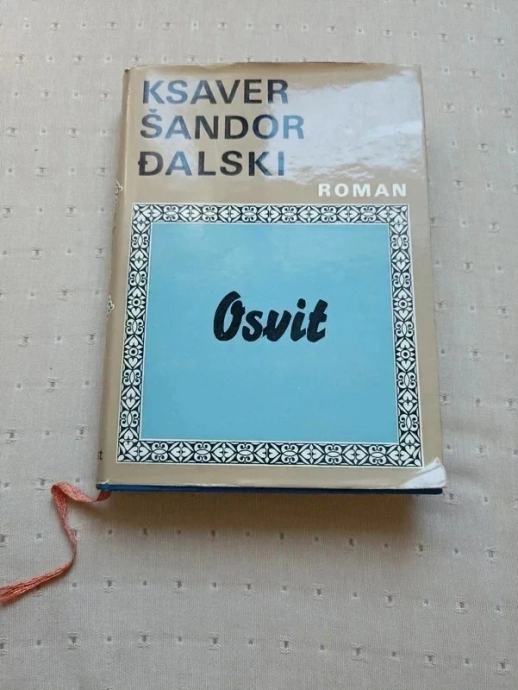 KSAVER
ŠANDOR
ĐALSKI
ROMAN
Osvit